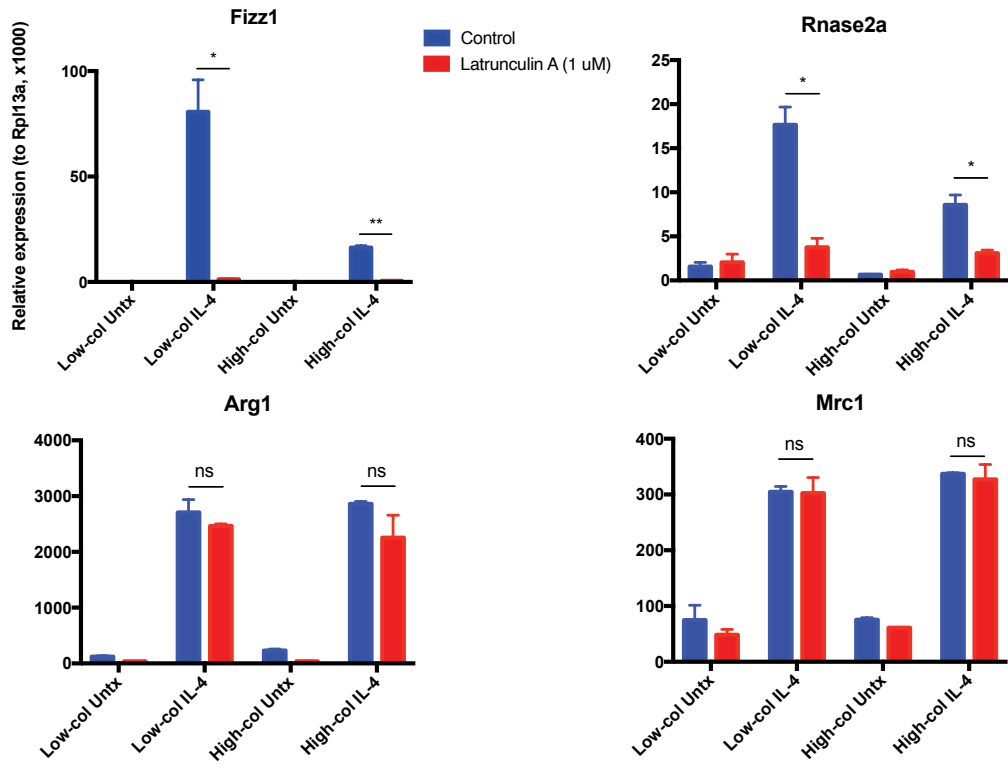 Fizz1
Control
Latrunculin A (1 uM)
Relative expression (to Rpl13a, x1000)
100
50
0
*
**
Low-col Untx
Low-col IL-4
High-col Untx
High-col IL-4
Rnase2a
25
20
15
10
5
0
*
*
Low-col Untx
Low-col IL-4
High-col Untx
High-col IL-4
Arg1
4000
3000
2000
1000
0
ns
ns
Low-col Untx
Low-col IL-4
High-col Untx
High-col IL-4
Mrc1
400
300
200
100
0
ns
ns
Low-col Untx
Low-col IL-4
High-col Untx
High-col IL-4